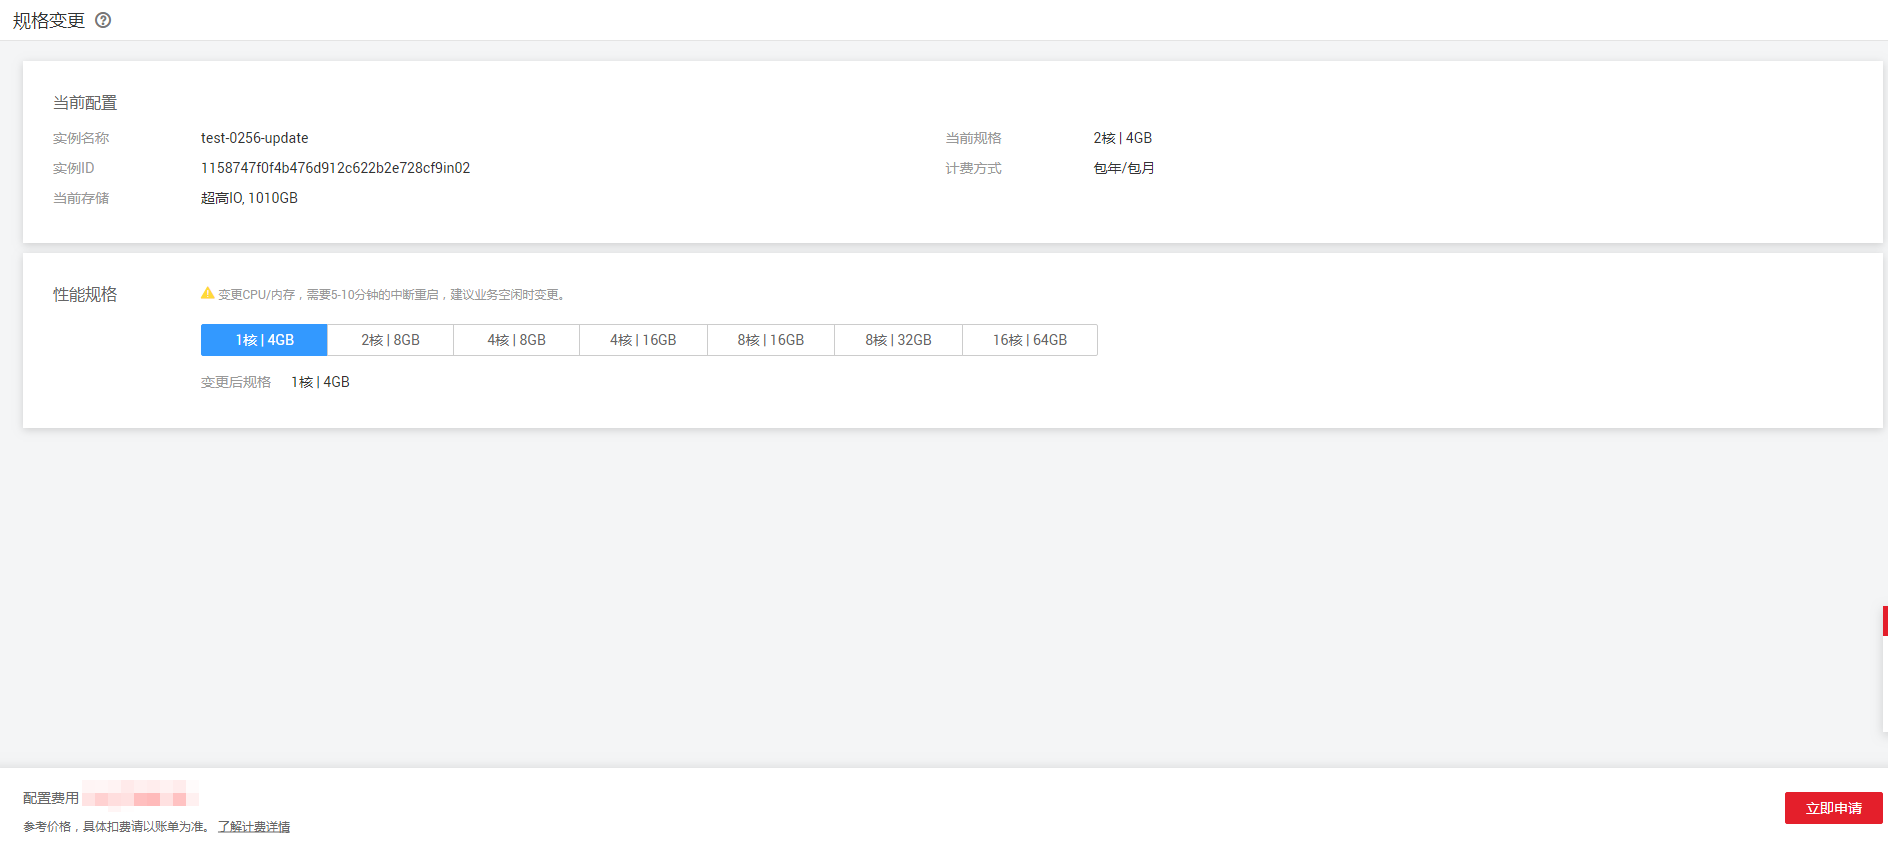 规格变更
当前配置
实例名称 test-0256-update 当前规格 2核 | 4GB
实例ID 1158747f0f4b476d912c622b2e728cf9in02 计费方式 包年/包月
当前存储 超高IO, 1010GB
性能规格 变更CPU/内存，需要5-10分钟的中断重启，建议业务空闲时变更。
1核 | 4GB 2核 | 8GB 4核 | 8GB 4核 | 16GB 8核 | 16GB 8核 | 32GB 16核 | 64GB
变更后规格 1核 | 4GB
配置费用
参考价格，具体扣费请以账单为准。 了解计费详情
立即申请